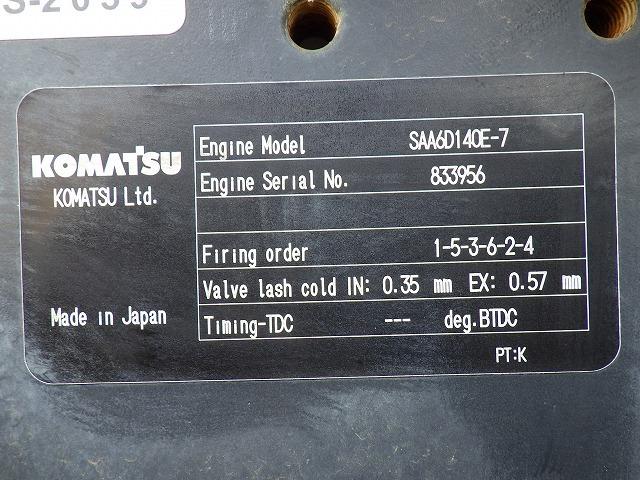 KOMATSU
KOMATSU Ltd.
Made in Japan
Engine Model SAA6D140E-7
Engine Serial No. 833956
Firing order 1-5-3-6-2-4
Valve lash cold IN: 0.35 mm EX: 0.57 mm
Timing-TDC --- deg.BTDC
PT:K